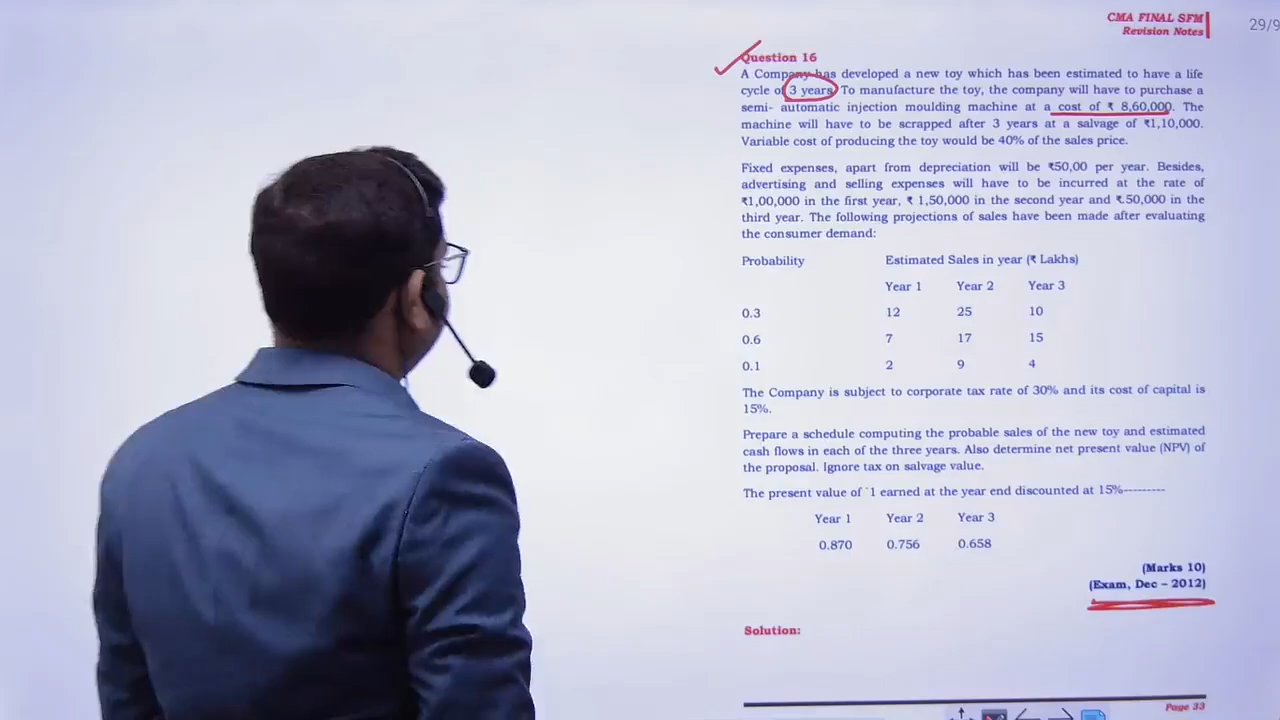 CMA FINAL SFM
Revision Notes
29/9
Question 16
A Company has developed a new toy which has been estimated to have a life
cycle of 3 years. To manufacture the toy, the company will have to purchase a
semi- automatic injection moulding machine at a cost of ₹ 8,60,000. The
machine will have to be scrapped after 3 years at a salvage of ₹1,10,000.
Variable cost of producing the toy would be 40% of the sales price.
Fixed expenses, apart from depreciation will be ₹50,00 per year. Besides,
advertising and selling expenses will have to be incurred at the rate of
₹1,00,000 in the first year, ₹ 1,50,000 in the second year and ₹.50,000 in the
third year. The following projections of sales have been made after evaluating
the consumer demand:
Probability Estimated Sales in year (₹ Lakhs)
Year 1 Year 2 Year 3
0.3 12 25 10
0.6 7 17 15
0.1 2 9 4
The Company is subject to corporate tax rate of 30% and its cost of capital is
15%.
Prepare a schedule computing the probable sales of the new toy and estimated
cash flows in each of the three years. Also determine net present value (NPV) of
the proposal. Ignore tax on salvage value.
The present value of `1 earned at the year end discounted at 15%---------
Year 1 Year 2 Year 3
0.870 0.756 0.658
(Marks 10)
(Exam, Dec – 2012)
Solution:
Page 33